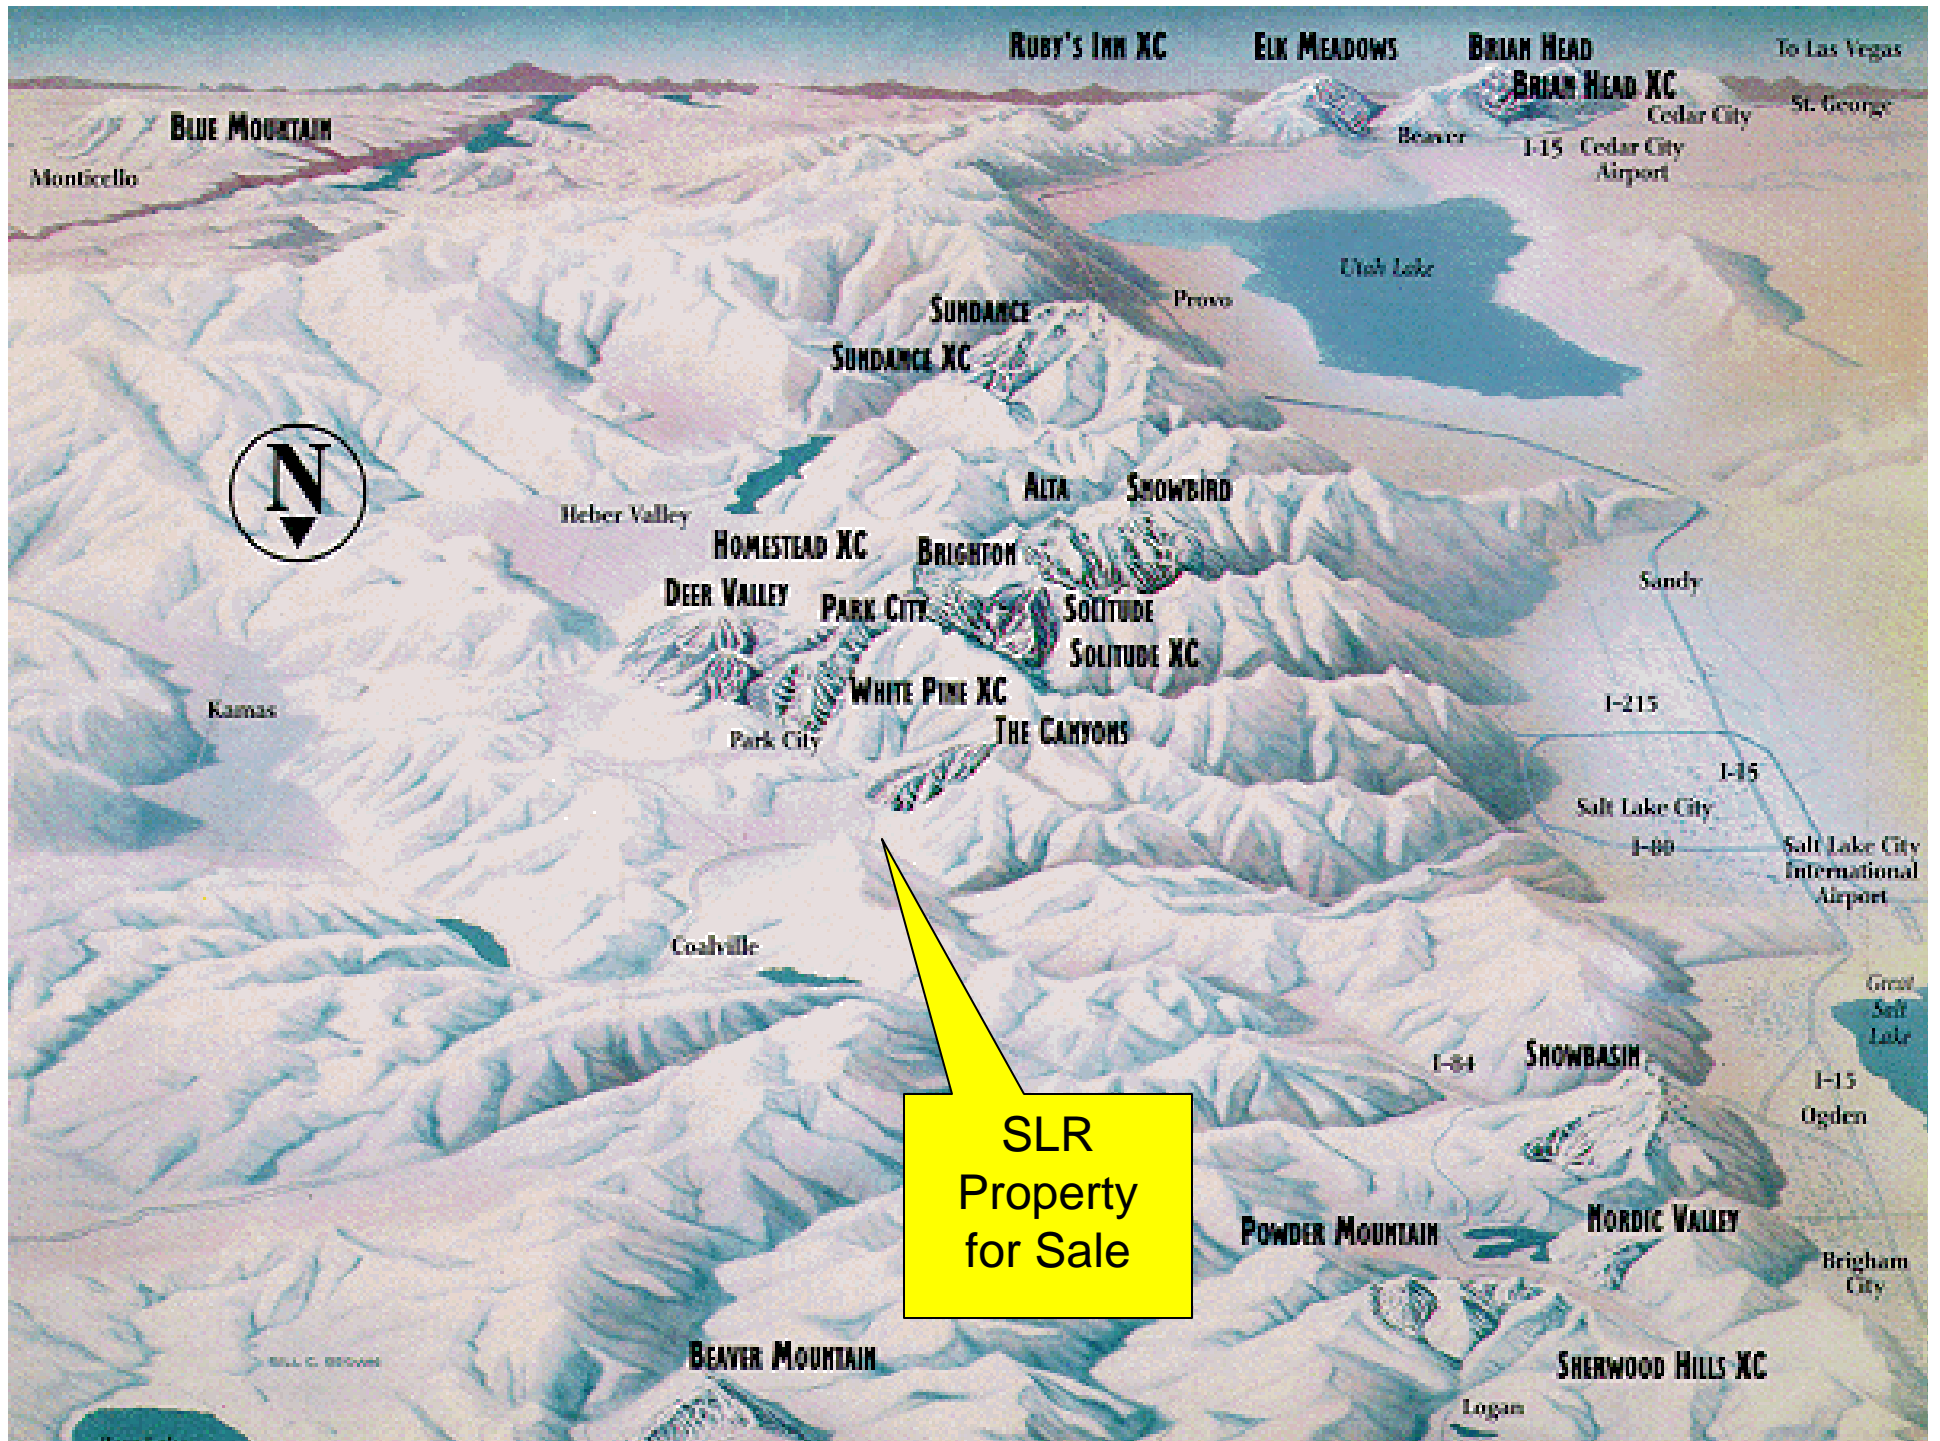 RUBY'S INN XC
ELK MEADOWS
BRIAN HEAD
To Las Vegas
BRIAN HEAD XC
Cedar City
St. George
BLUE MOUNTAIN
Beaver
I-15
Cedar City
Airport
Monticello
Utah Lake
Provo
SUNDANCE
SUNDANCE XC
N
ALTA
SNOWBIRD
Heber Valley
HOMESTEAD XC
BRIGHTON
Sandy
DEER VALLEY
PARK CITY
SOLITUDE
SOLITUDE XC
WHITE PINE XC
Kamas
I-215
Park City
THE CANYONS
I-15
Salt Lake City
I-80
Salt Lake City
International
Airport
Coalville
Great
Salt
Lake
SNOWBASIN
I-84
I-15
Ogden
SLR
Property
for Sale
POWDER MOUNTAIN
NORDIC VALLEY
Brigham
City
BEAVER MOUNTAIN
SHERWOOD HILLS XC
Logan